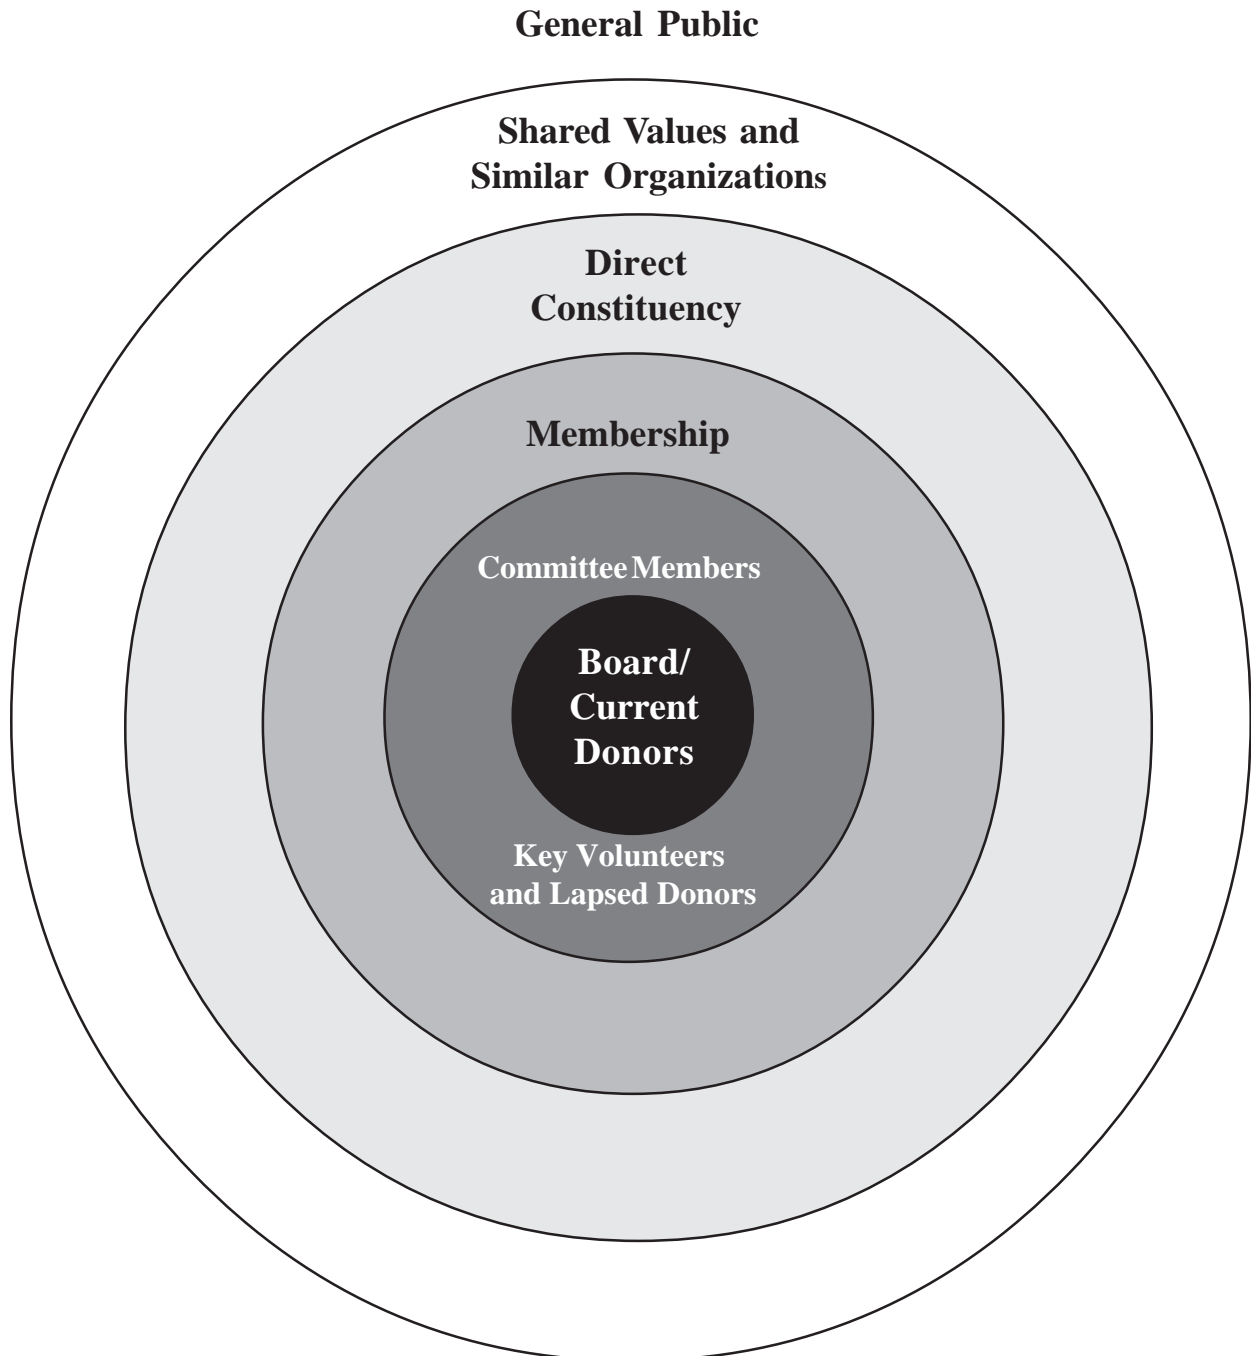 General Public
Shared Values and
Similar Organizations
Direct
Constituency
Membership
Committee Members
Board/
Current
Donors
Key Volunteers
and Lapsed Donors